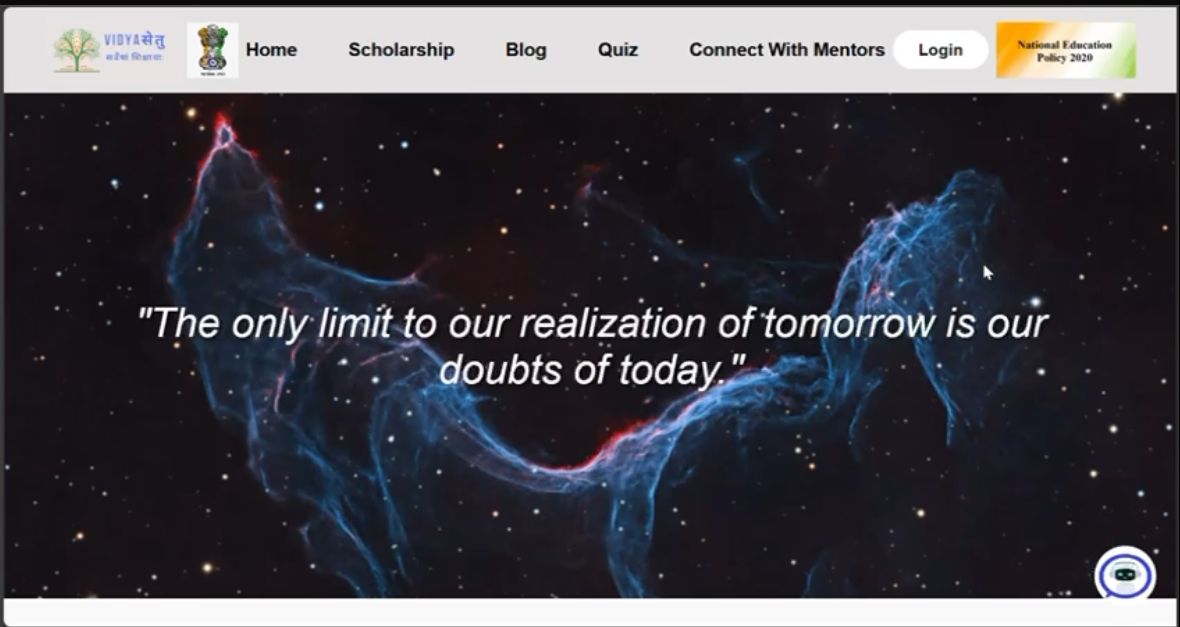 VIDYAसेतु
सर्वेषां शिक्षायाः
Home
Scholarship
Blog
Quiz
Connect With Mentors
Login
National Education
Policy 2020
"The only limit to our realization of tomorrow is our
doubts of today."